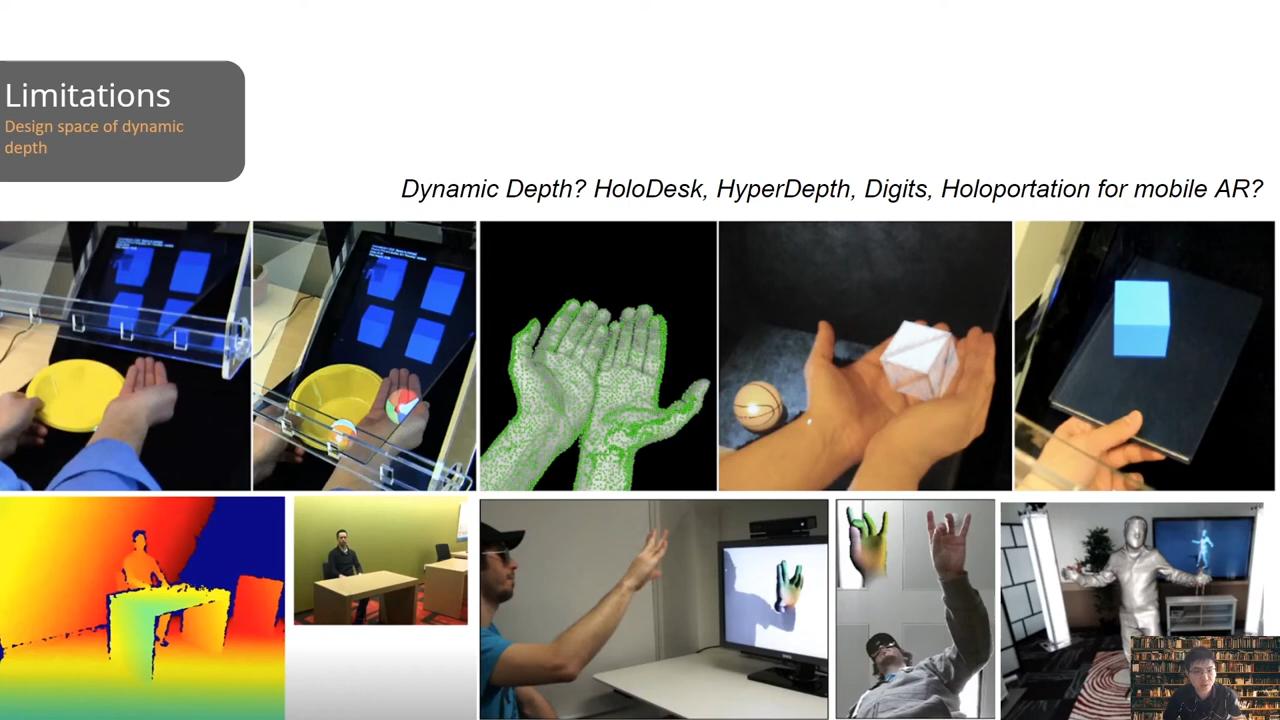 Limitations
Design space of dynamic
depth
Dynamic Depth? HoloDesk, HyperDepth, Digits, Holoportation for mobile AR?